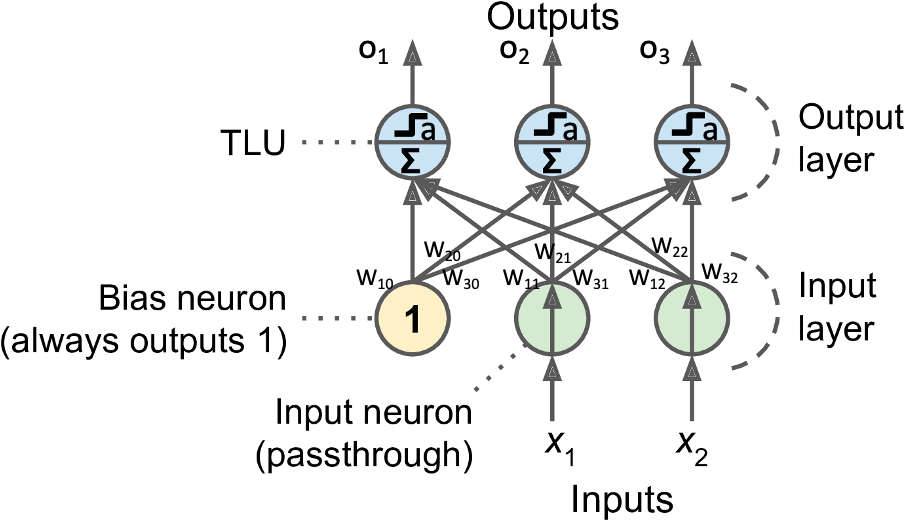 Outputs
o1 o2 o3
TLU
a a a
Σ Σ Σ
Output
layer
w20 w21 w22
w10 w30 w11 w31 w12 w32
Bias neuron
(always outputs 1)
1
Input
layer
Input neuron
(passthrough)
x1 x2
Inputs